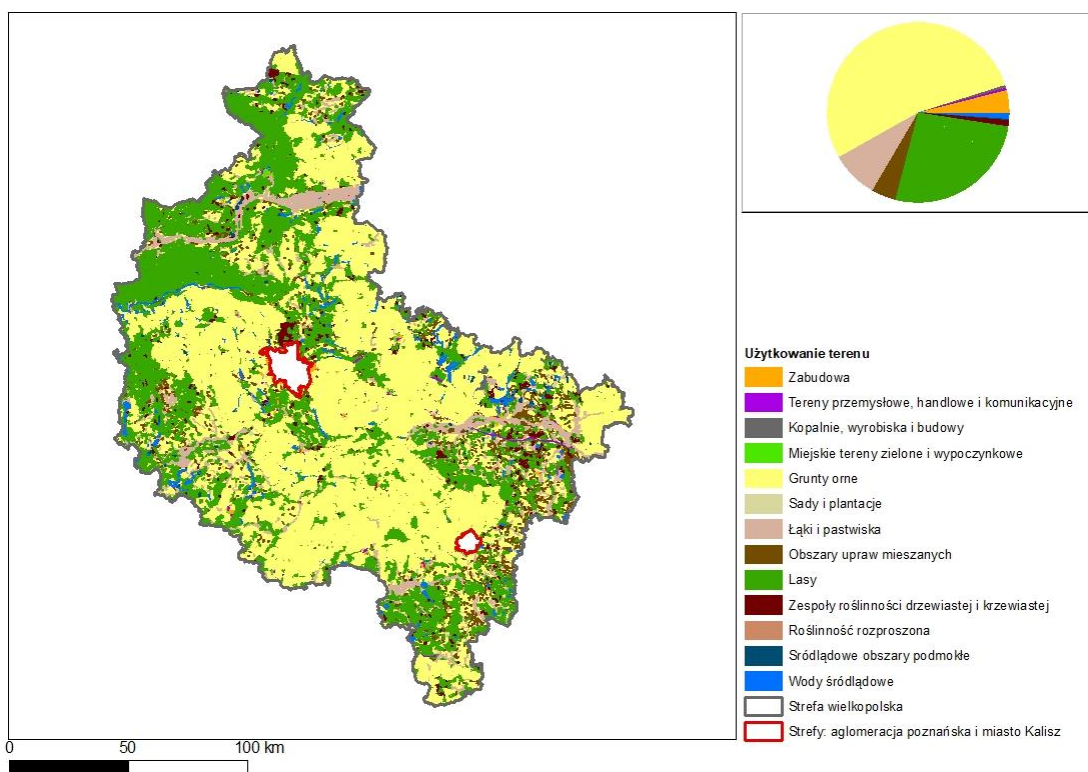 Użytkowanie terenu
Zabudowa
Tereny przemysłowe, handlowe i komunikacyjne
Kopalnie, wyrobiska i budowy
Miejskie tereny zielone i wypoczynkowe
Grunty orne
Sady i plantacje
Łąki i pastwiska
Obszary upraw mieszanych
Lasy
Zespoły roślinności drzewiastej i krzewiastej
Roślinność rozproszona
Sródlądowe obszary podmokłe
Wody śródlądowe
Strefa wielkopolska
Strefy: aglomeracja poznańska i miasto Kalisz
0 50 100 km